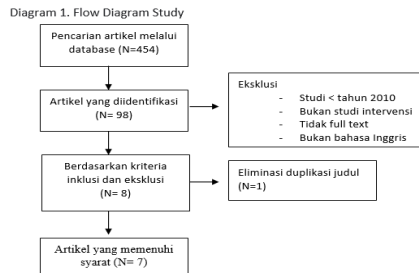 Diagram 1. Flow Diagram Study
Pencarian artikel melalui
database (N=454)
Artikel yang diidentifikasi
(N= 98)
Eksklusi
- Studi < tahun 2010
- Bukan studi intervensi
- Tidak full text
- Bukan bahasa Inggris
Berdasarkan kriteria
inklusi dan eksklusi
(N= 8)
Eliminasi duplikasi judul
(N=1)
Artikel yang memenuhi
syarat (N= 7)